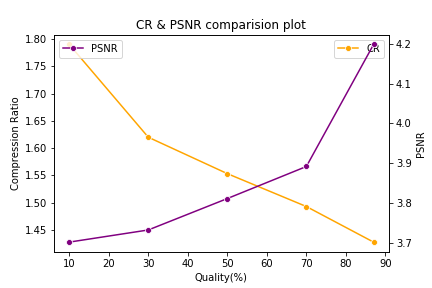 CR & PSNR comparision plot
PSNR
CR
1.80
1.75
1.70
1.65
1.60
1.55
1.50
1.45
Compression Ratio
4.2
4.1
4.0
3.9
3.8
3.7
PSNR
10 20 30 40 50 60 70 80 90
Quality(%)